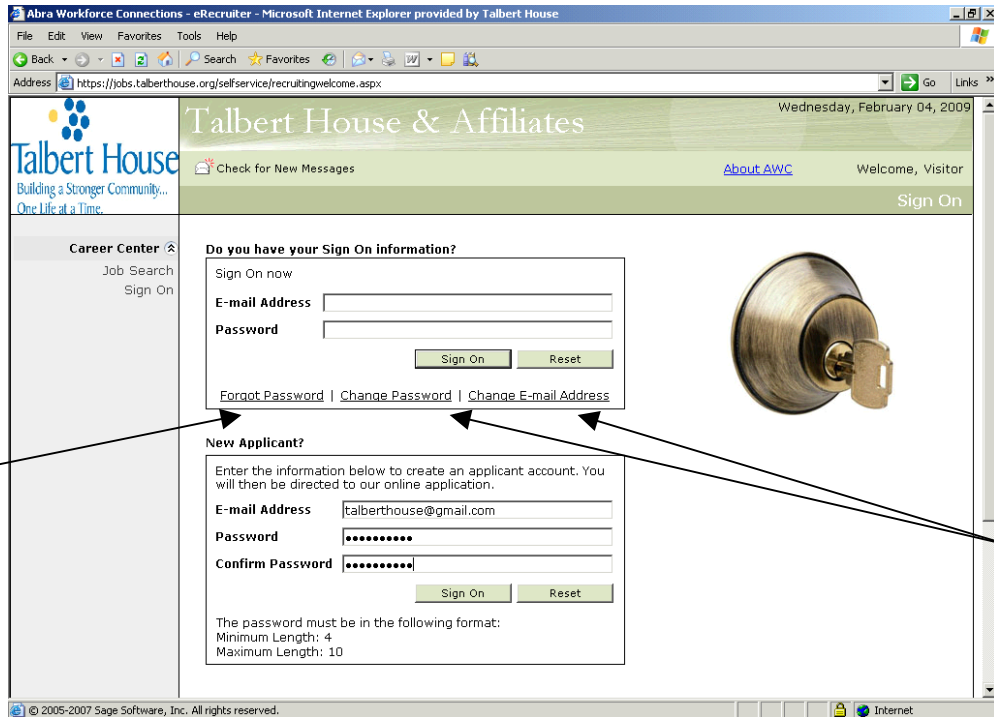 Abra Workforce Connections - eRecruiter - Microsoft Internet Explorer provided by Talbert House
File Edit View Favorites Tools Help
Back Search Favorites
Address https://jobs.talberthouse.org/selfservice/recruitingwelcome.aspx Go Links »
Talbert House
Building a Stronger Community...
One Life at a Time.
Talbert House & Affiliates
Wednesday, February 04, 2009
Check for New Messages About AWC Welcome, Visitor
Sign On
Career Center
Job Search
Sign On
Do you have your Sign On information?
Sign On now
E-mail Address
Password
Sign On Reset
Forgot Password | Change Password | Change E-mail Address
New Applicant?
Enter the information below to create an applicant account. You
will then be directed to our online application.
E-mail Address talberthouse@gmail.com
Password ••••••••••
Confirm Password ••••••••••
Sign On Reset
The password must be in the following format:
Minimum Length: 4
Maximum Length: 10
© 2005-2007 Sage Software, Inc. All rights reserved. Internet